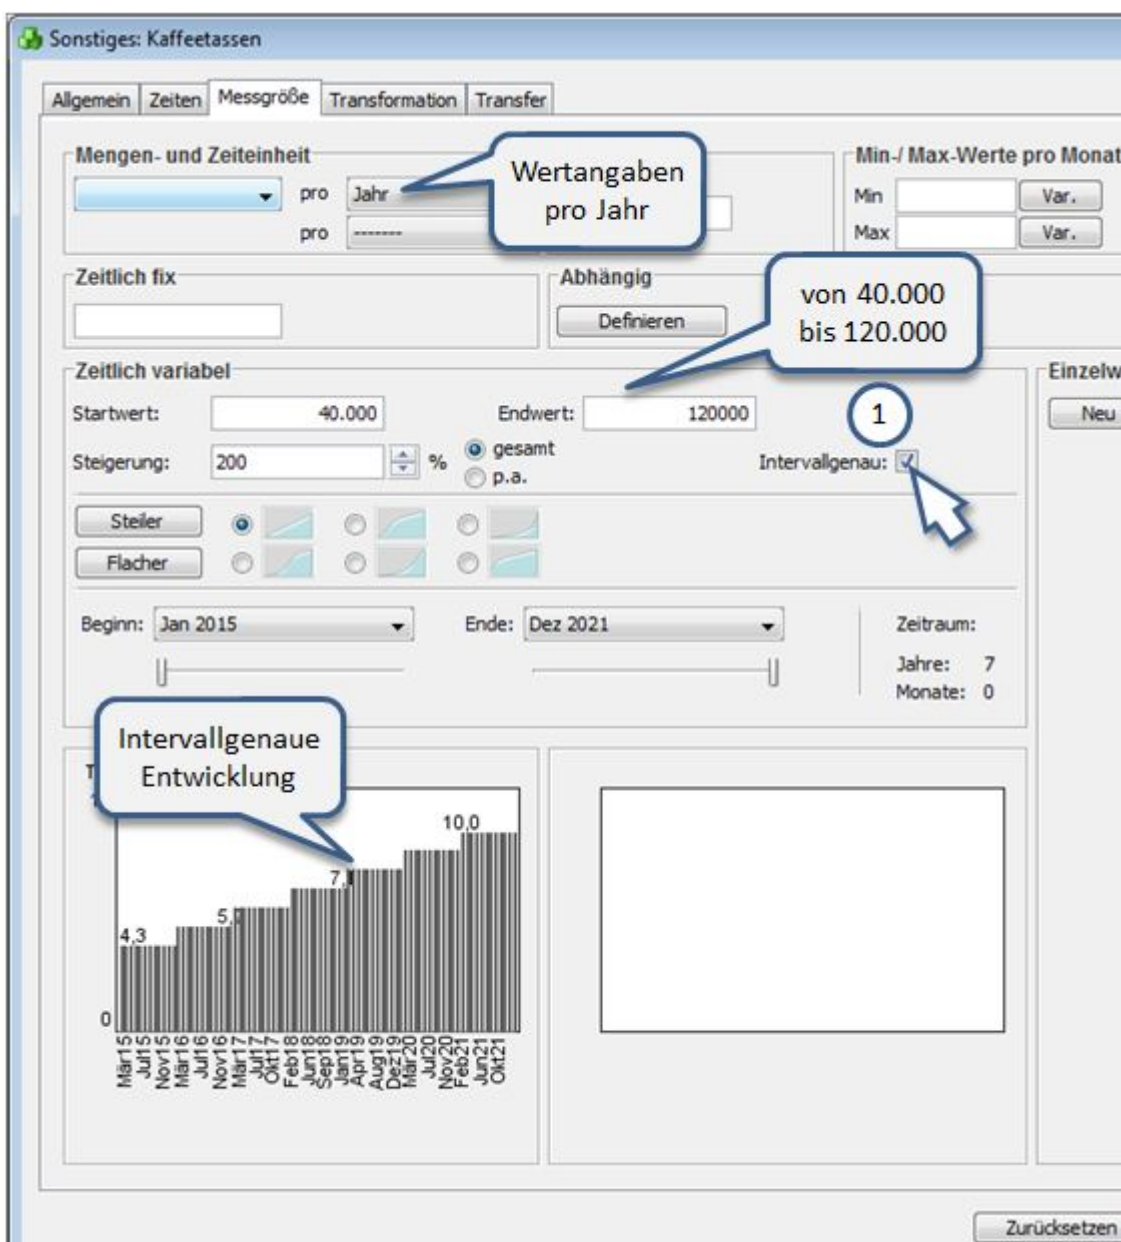 Sonstiges: Kaffeetassen
Allgemein Zeiten Messgröße Transformation Transfer
Mengen- und Zeiteinheit
pro Jahr
pro -------
Wertangaben
pro Jahr
Min-/ Max-Werte pro Monat
Min Var.
Max Var.
Zeitlich fix
Abhängig
Definieren
von 40.000
bis 120.000
Zeitlich variabel
Startwert: 40.000 Endwert: 120000
1
Steigerung: 200 % gesamt
p.a.
Intervallgenau:
Einzelw
Neu
Steiler
Flacher
Beginn: Jan 2015 Ende: Dez 2021
Zeitraum:
Jahre: 7
Monate: 0
Intervallgenaue
Entwicklung
10,0
7,
5,
4,3
0
Mär15 Jul15 Nov15 Mär16 Jul16 Nov16 Mär17 Jul17 Okt17 Feb18 Jun18 Sep18 Jan19 Apr19 Aug19 Dez19 Mär20 Jul20 Nov20 Feb21 Jun21 Okt21
Zurücksetzen